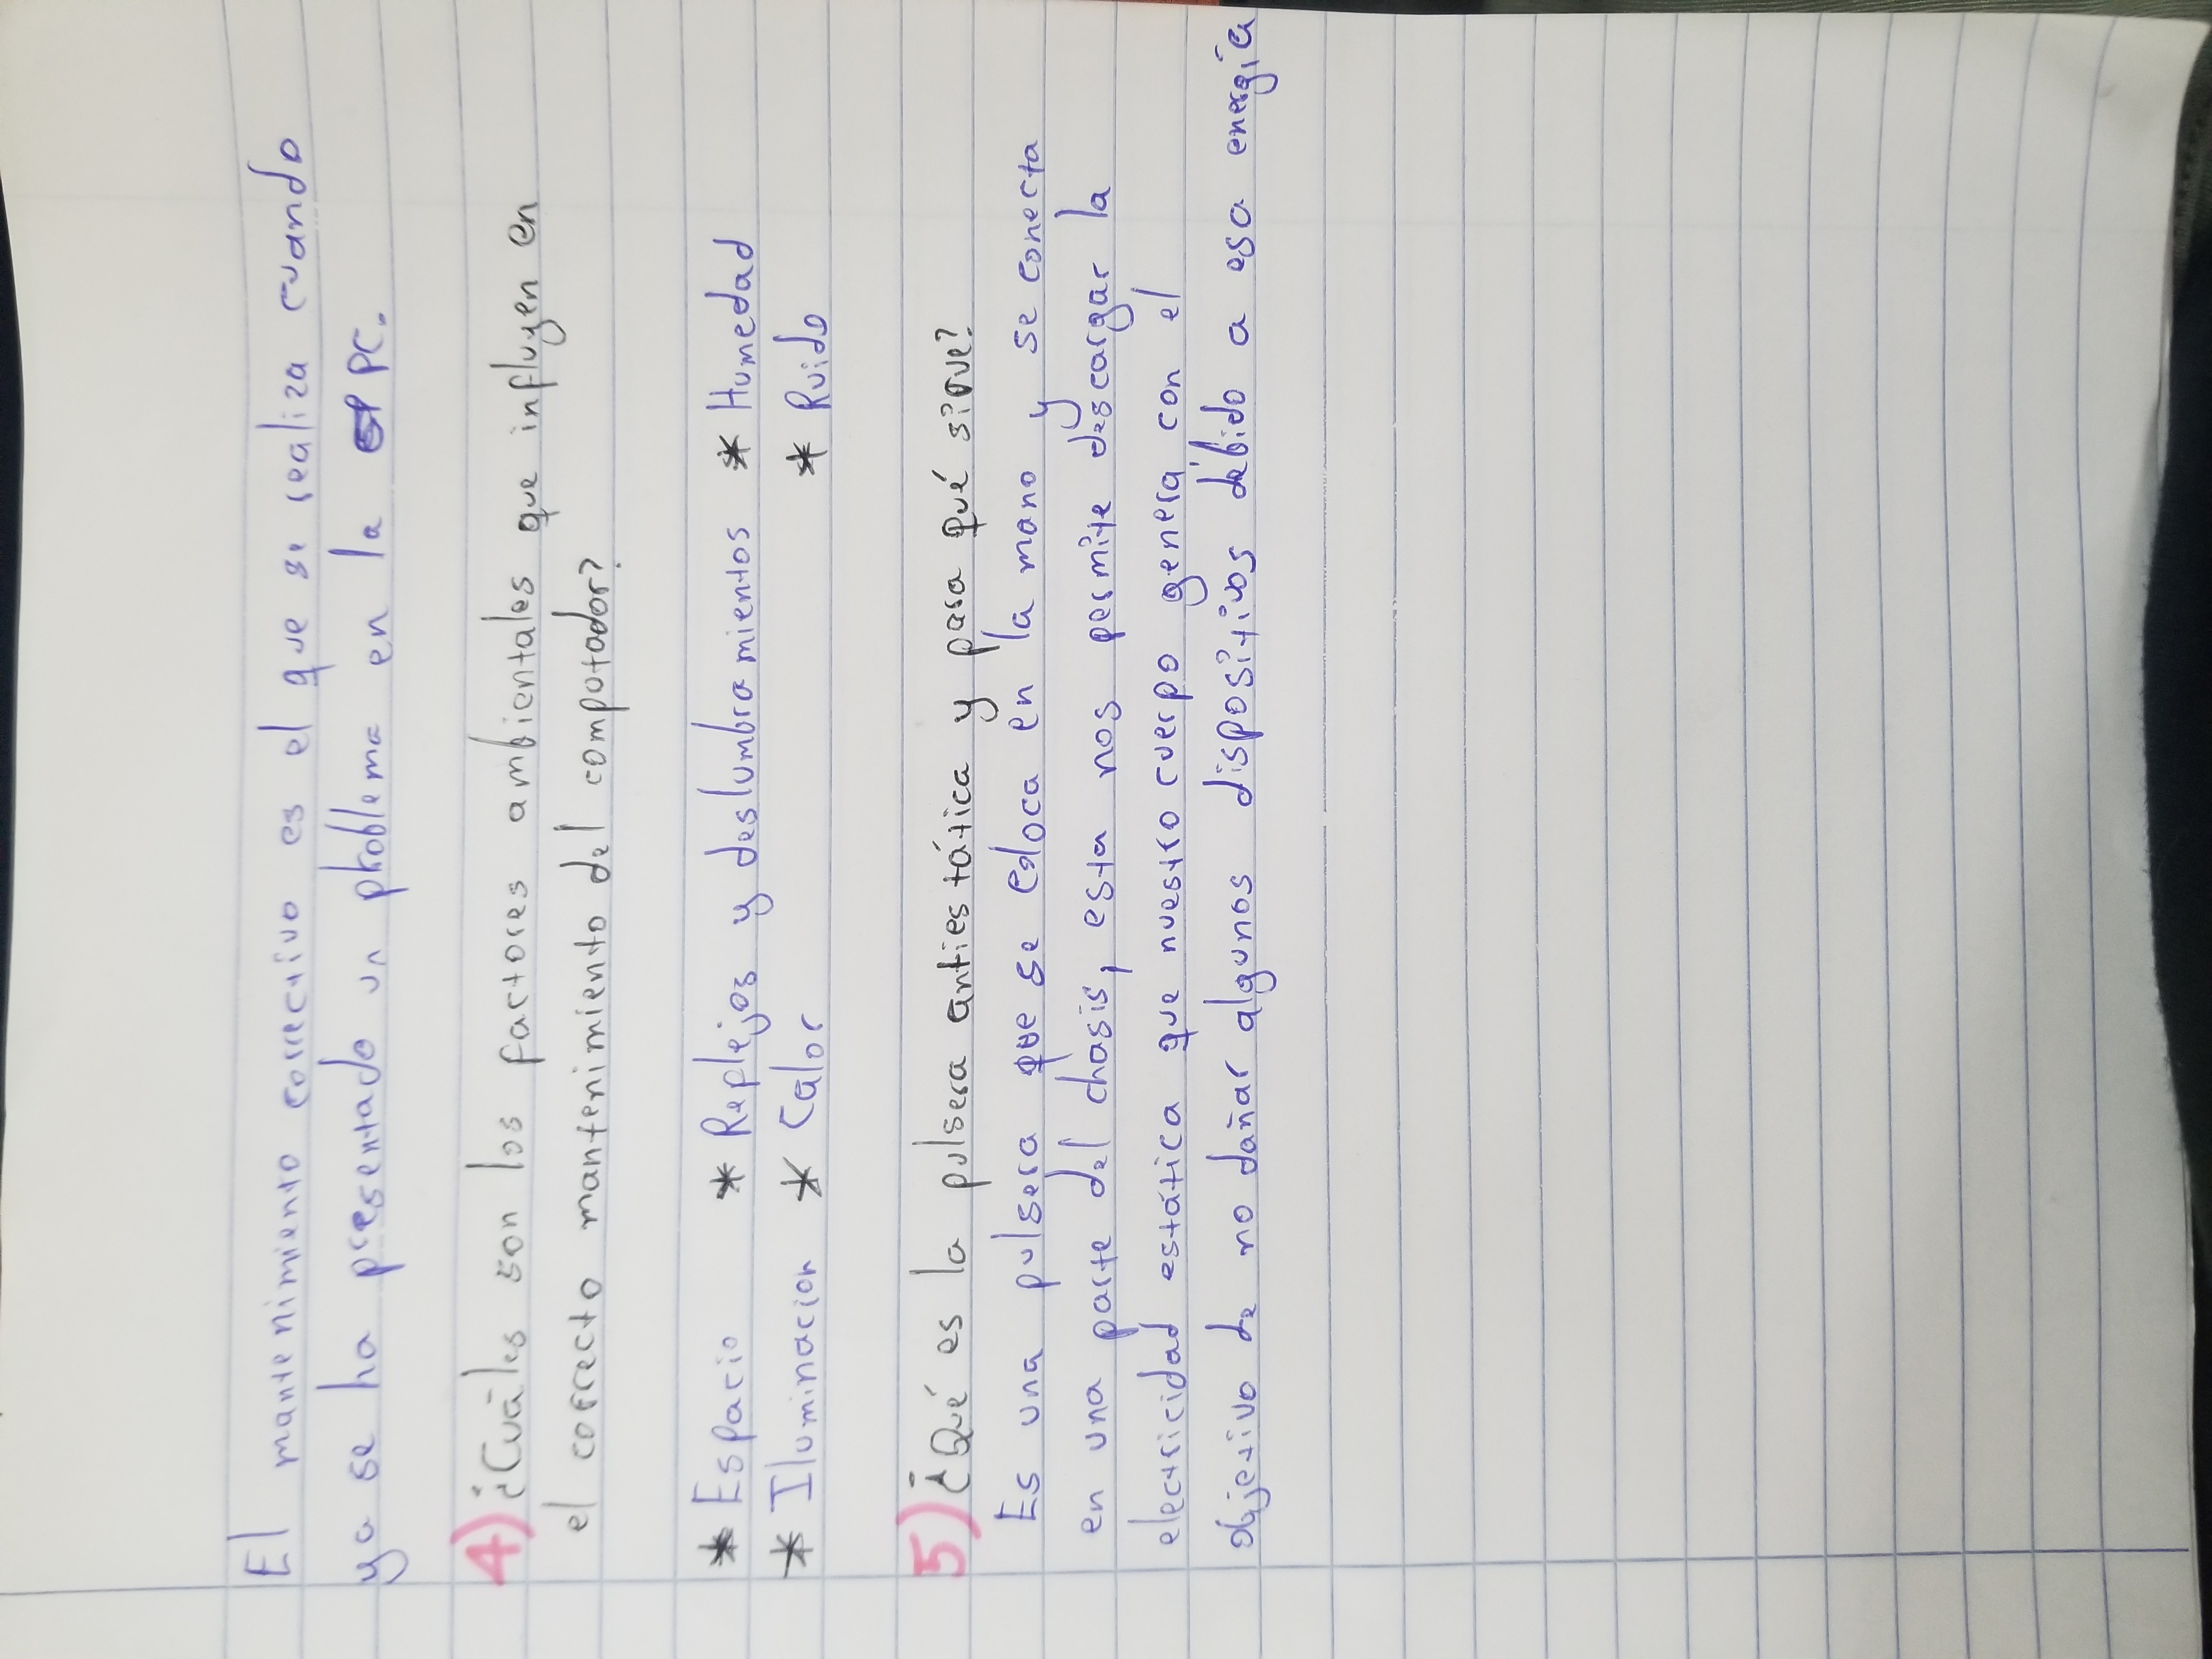 El mantenimiento correctivo es el que se realiza cuando
ya se ha presentado un problema en la PC.
4) ¿Cuáles son los factores ambientales que influyen en
el correcto mantenimiento del computador?
* Espacio * Reflejos y deslumbramientos * Humedad
* Iluminacion * Calor * Ruido
5) ¿Qué es la pulsera antiestática y para qué sirve?
Es una pulsera que se coloca en la mano y se conecta
en una parte del chasis, esta nos permite descargar la
electricidad estática que nuestro cuerpo genera, con el
objetivo de no dañar algunos dispositivos debido a esa energía